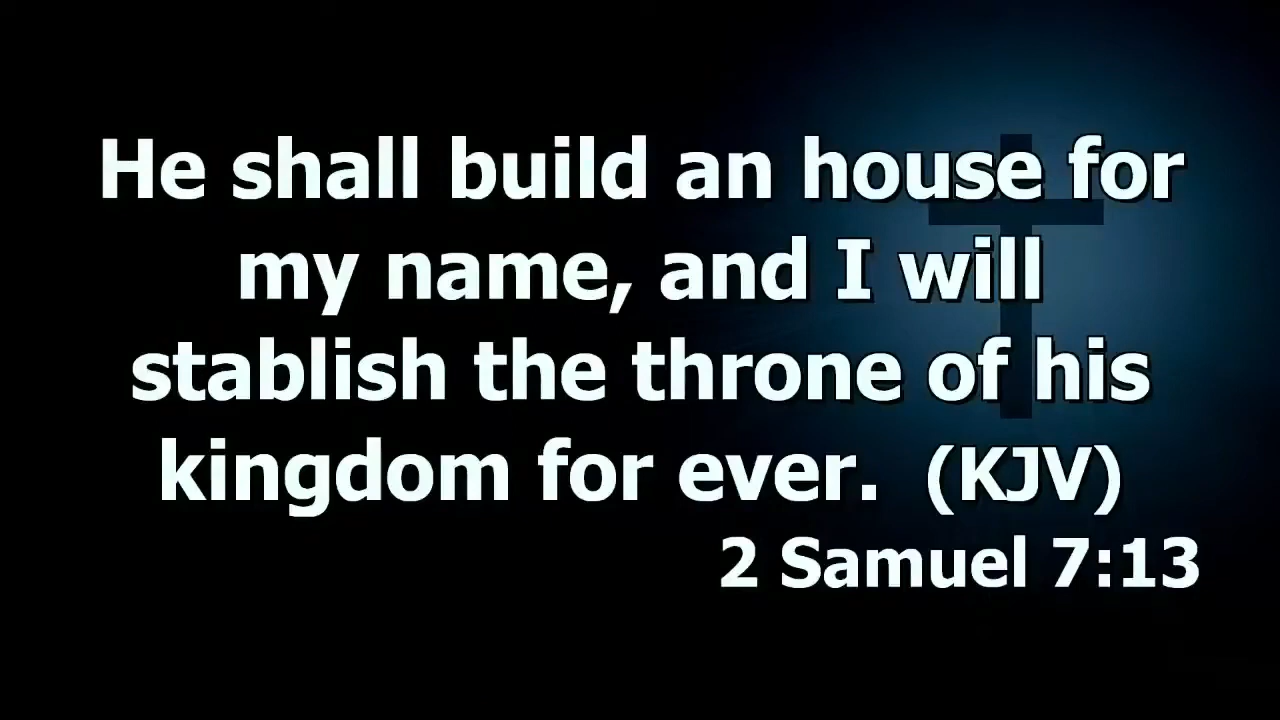 He shall build an house for
my name, and I will
stablish the throne of his
kingdom for ever.  (KJV)
2 Samuel 7:13